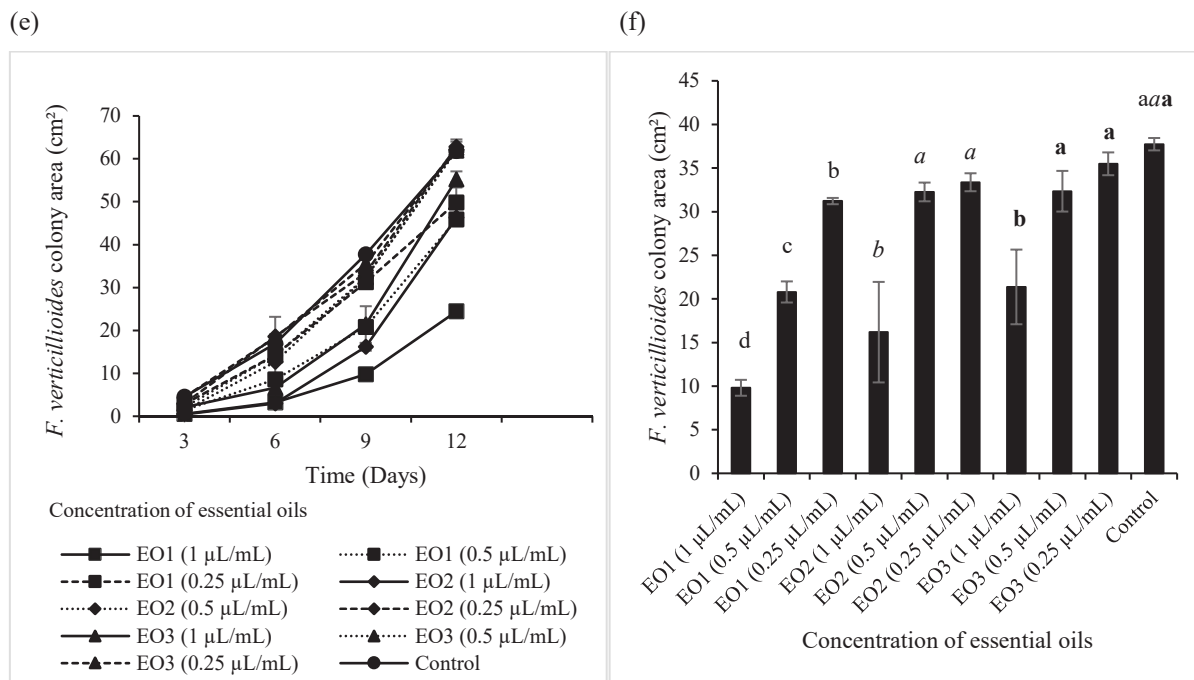 (e)
F. verticillioides colony area (cm²)
70
60
50
40
30
20
10
0
3 6 9 12
Time (Days)
Concentration of essential oils
EO1 (1 µL/mL) EO1 (0.5 µL/mL)
EO1 (0.25 µL/mL) EO2 (1 µL/mL)
EO2 (0.5 µL/mL) EO2 (0.25 µL/mL)
EO3 (1 µL/mL) EO3 (0.5 µL/mL)
EO3 (0.25 µL/mL) Control
(f)
F. verticillioides colony area (cm²)
45
40
35
30
25
20
15
10
5
0
d c b b a a b a a aaa
EO1 (1 µL/mL)
EO1 (0.5 µL/mL)
EO1 (0.25 µL/mL)
EO2 (1 µL/mL)
EO2 (0.5 µL/mL)
EO2 (0.25 µL/mL)
EO3 (1 µL/mL)
EO3 (0.5 µL/mL)
EO3 (0.25 µL/mL)
Control
Concentration of essential oils